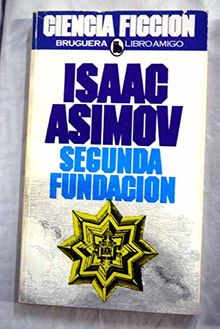 CIENCIA FICCION
BRUGUERA LIBRO AMIGO
ISAAC
ASIMOV
SEGUNDA
FUNDACION